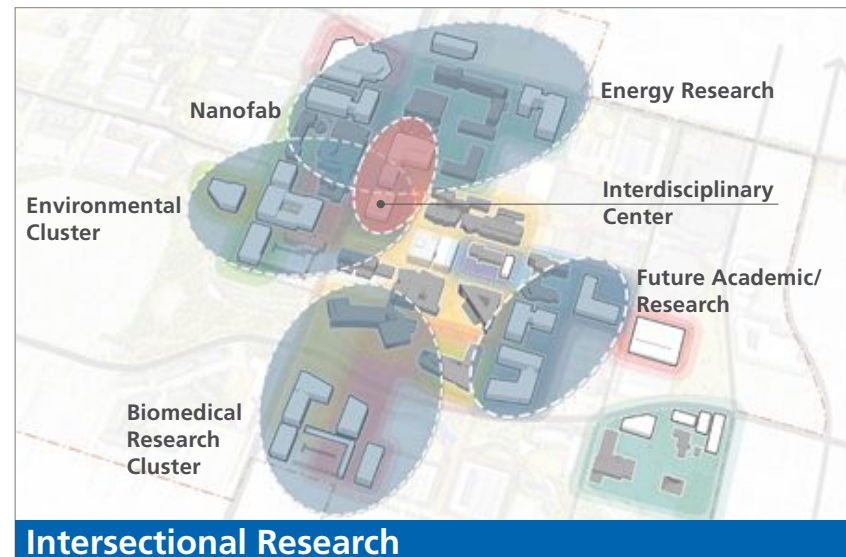 Energy Research
Nanofab
Interdisciplinary
Center
Environmental
Cluster
Future Academic/
Research
Biomedical
Research
Cluster
Intersectional Research